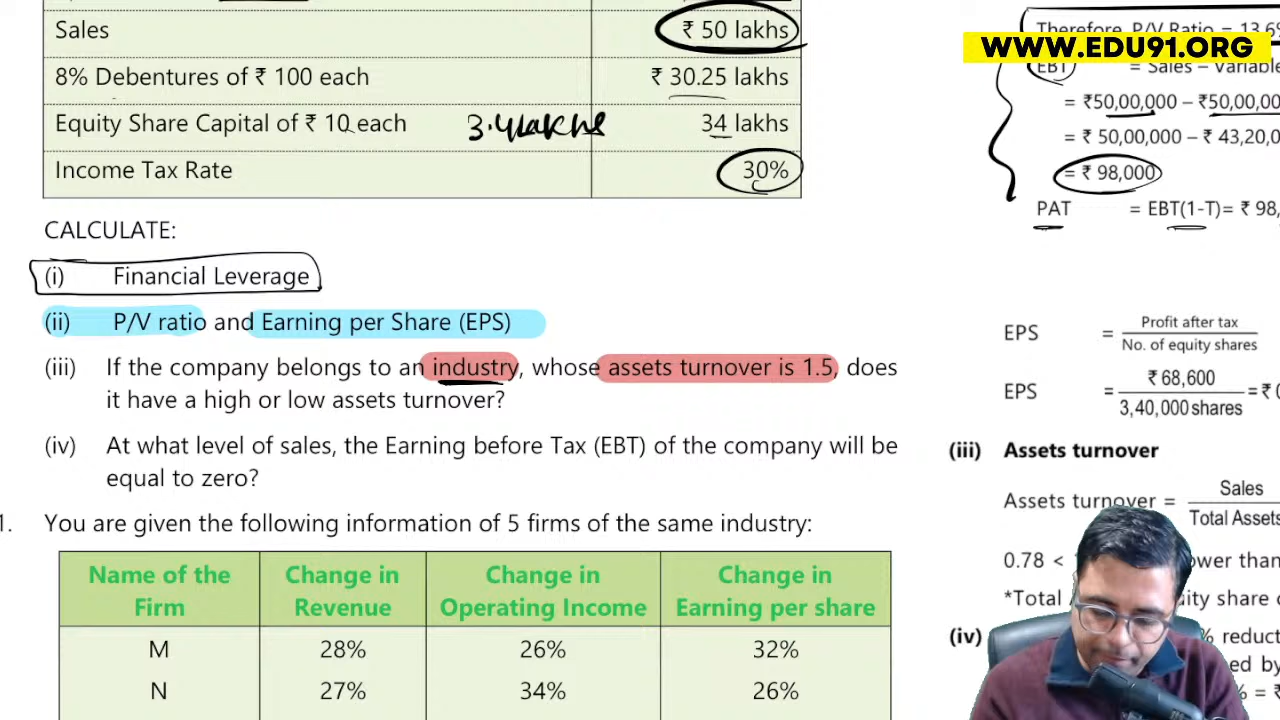 Sales ₹ 50 lakhs
8% Debentures of ₹ 100 each ₹ 30.25 lakhs
Equity Share Capital of ₹ 10 each 3.4 lakhs 34 lakhs
Income Tax Rate 30%
CALCULATE:
(i) Financial Leverage
(ii) P/V ratio and Earning per Share (EPS)
(iii) If the company belongs to an industry, whose assets turnover is 1.5, does
it have a high or low assets turnover?
(iv) At what level of sales, the Earning before Tax (EBT) of the company will be
equal to zero?
1. You are given the following information of 5 firms of the same industry:
Name of the Firm Change in Revenue Change in Operating Income Change in Earning per share
M 28% 26% 32%
N 27% 34% 26%
Therefore, P/V Ratio = 13.6%
WWW.EDU91.ORG
EBT = Sales – Variable
= ₹50,00,000 – ₹50,00,00
= ₹ 50,00,000 – ₹ 43,20,0
= ₹ 98,000
PAT = EBT(1-T)= ₹ 98,
EPS = Profit after tax
No. of equity shares
EPS = ₹ 68,600
3,40,000 shares
= ₹
(iii) Assets turnover
Assets turnover = Sales
Total Assets
0.78 < ower than
*Total ity share
(iv) % reduct
ed by
% = ₹